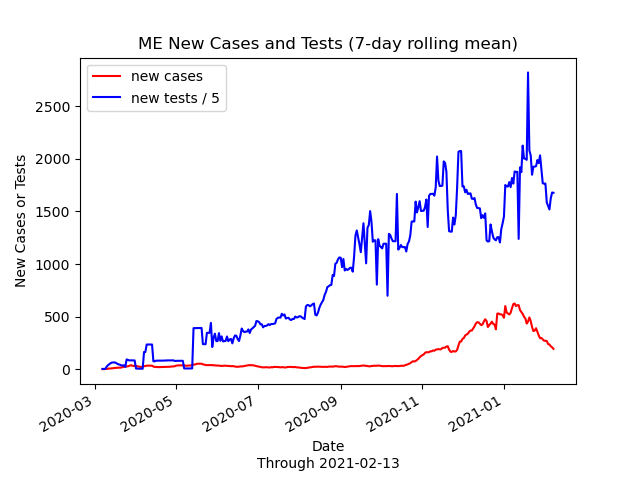 ME New Cases and Tests (7-day rolling mean)
new cases
new tests / 5
New Cases or Tests
2500
2000
1500
1000
500
0
2020-03
2020-05
2020-07
2020-09
2020-11
2021-01
Date
Through 2021-02-13